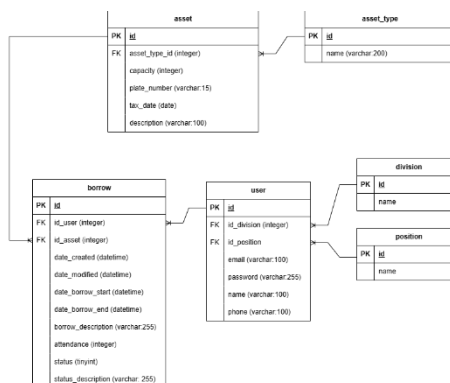 asset
PK id
FK asset_type_id (integer)
capacity (integer)
plate_number (varchar:15)
tax_date (date)
description (varchar:100)
asset_type
PK id
name (varchar:200)
borrow
PK id
FK id_user (integer)
FK id_asset (integer)
date_created (datetime)
date_modified (datetime)
date_borrow_start (datetime)
date_borrow_end (datetime)
borrow_description (varchar:255)
attendance (integer)
status (tinyint)
status_description (varchar: 255)
user
PK id
FK id_division (integer)
FK id_position
email (varchar:100)
password (varchar:255)
name (varchar:100)
phone (varchar:100)
division
PK id
name
position
PK id
name